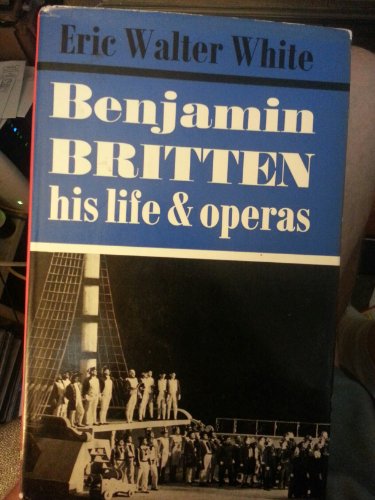 Eric Walter White
Benjamin
BRITTEN
his life & operas